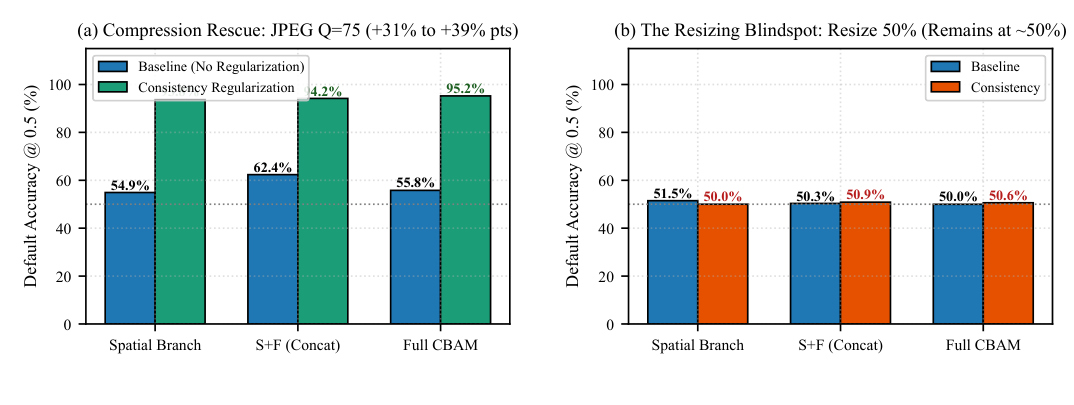 (a) Compression Rescue: JPEG Q=75 (+31% to +39% pts)
Default Accuracy @ 0.5 (%)
100
80
60
40
20
0
Baseline (No Regularization)
Consistency Regularization
54.9%
62.4%
94.2%
55.8%
95.2%
Spatial Branch
S+F (Concat)
Full CBAM
(b) The Resizing Blindspot: Resize 50% (Remains at ~50%)
Default Accuracy @ 0.5 (%)
100
80
60
40
20
0
Baseline
Consistency
51.5%
50.0%
50.3%
50.9%
50.0%
50.6%
Spatial Branch
S+F (Concat)
Full CBAM